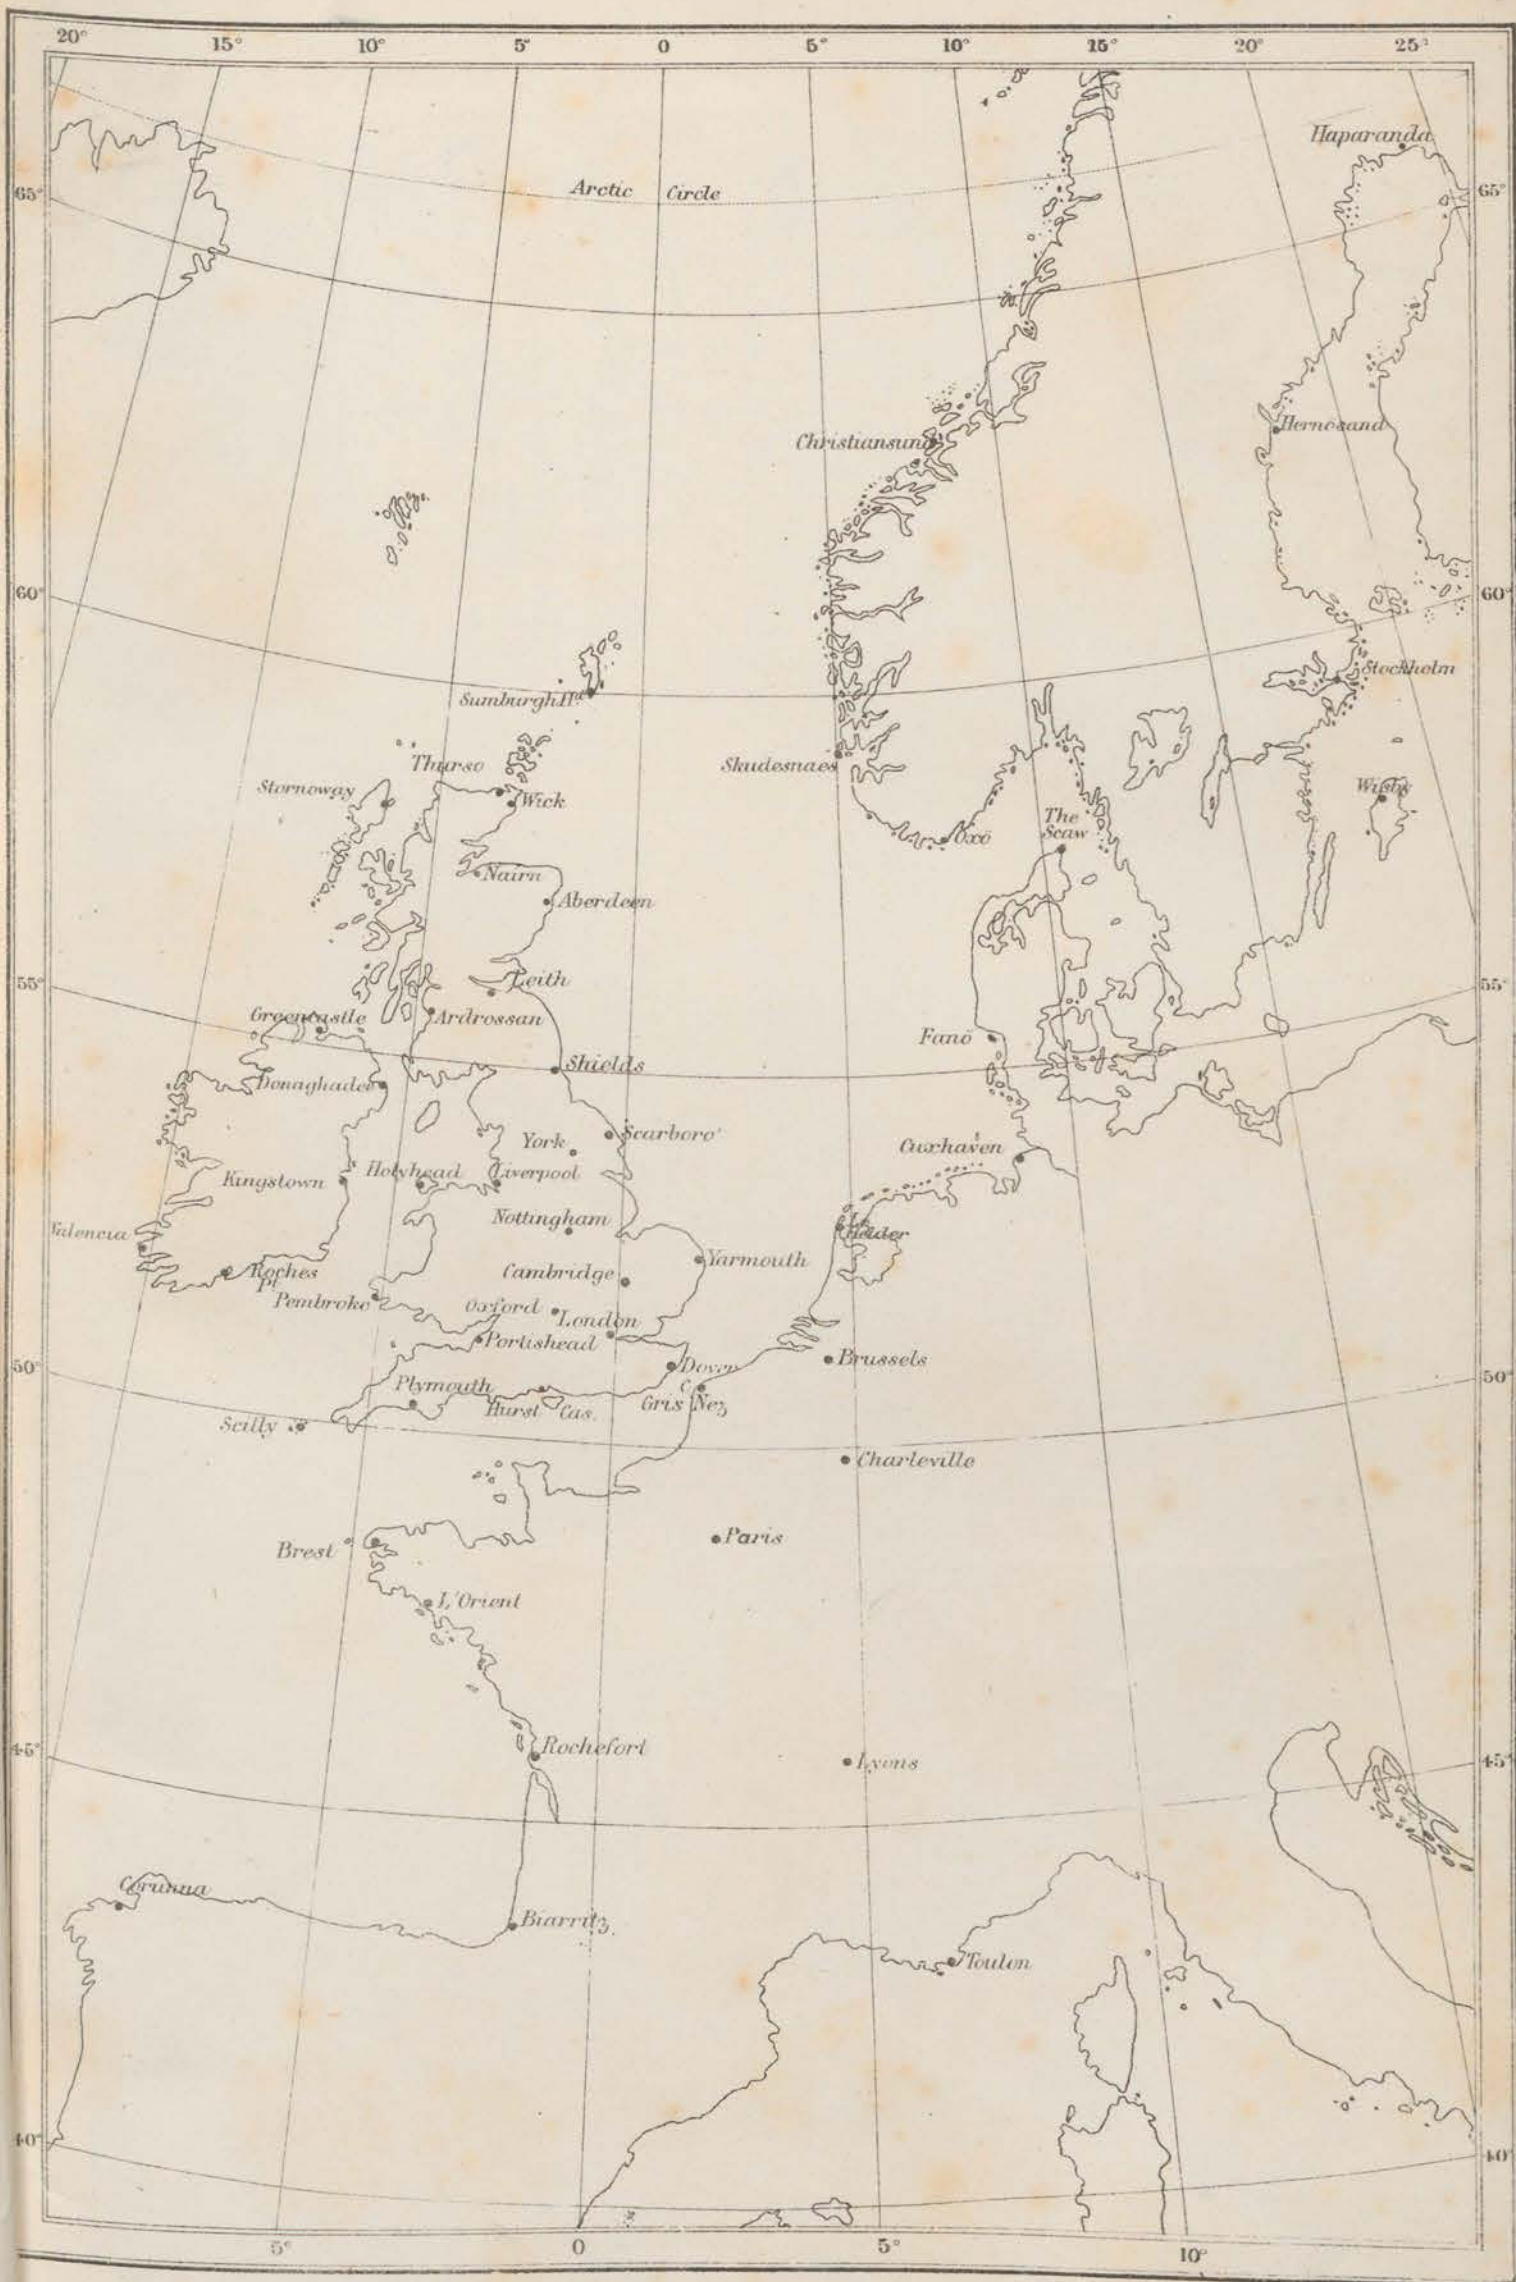 20° 15° 10° 5° 0 5° 10° 15° 20° 25°
Haparanda
65° Arctic Circle 65°
Christiansund
Hernösand
60° 60°
Stockholm
Sumburgh Hd.
Skudesnaes
Thurso
Stornoway
Wick
Wisby
The
Scaw
Oxö
Nairn
Aberdeen
Leith
55° 55°
Greencastle
Ardrossan
Fanö
Shields
Donaghadee
Scarboro'
York
Cuxhaven
Holyhead
Liverpool
Kingstown
Nottingham
Valencia
Helder
Yarmouth
Roches
Pt.
Cambridge
Pembroke
Oxford
London
Portishead
50° 50°
Dover
Brussels
Plymouth
C.
Gris Nez
Hurst Cas.
Scilly
Charleville
Paris
Brest
L'Orient
Rochefort
45° 45°
Lyons
Corunna
Biarritz.
Toulon
40° 40°
5° 0 5° 10°